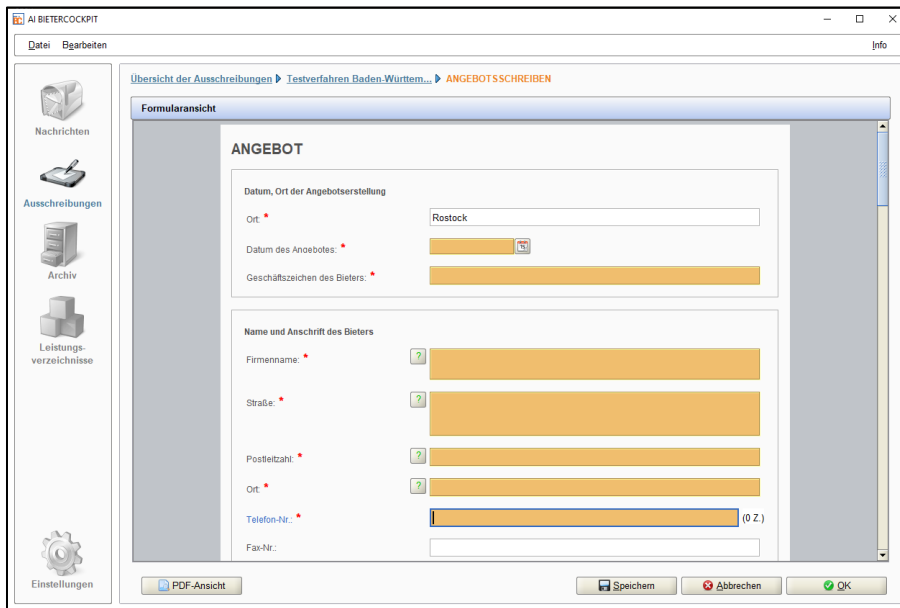 AI BIETERCOCKPIT
Datei Bearbeiten Info
Übersicht der Ausschreibungen Testverfahren Baden-Württem... ANGEBOTSSCHREIBEN
Formularansicht
Nachrichten
Ausschreibungen
Archiv
Leistungs-
verzeichnisse
Einstellungen
ANGEBOT
Datum, Ort der Angebotserstellung
Ort: * Rostock
Datum des Angebotes: *
Geschäftszeichen des Bieters: *
Name und Anschrift des Bieters
Firmenname: * ?
Straße: * ?
Postleitzahl: * ?
Ort: * ?
Telefon-Nr.: * (0 Z.)
Fax-Nr.:
PDF-Ansicht Speichern Abbrechen OK